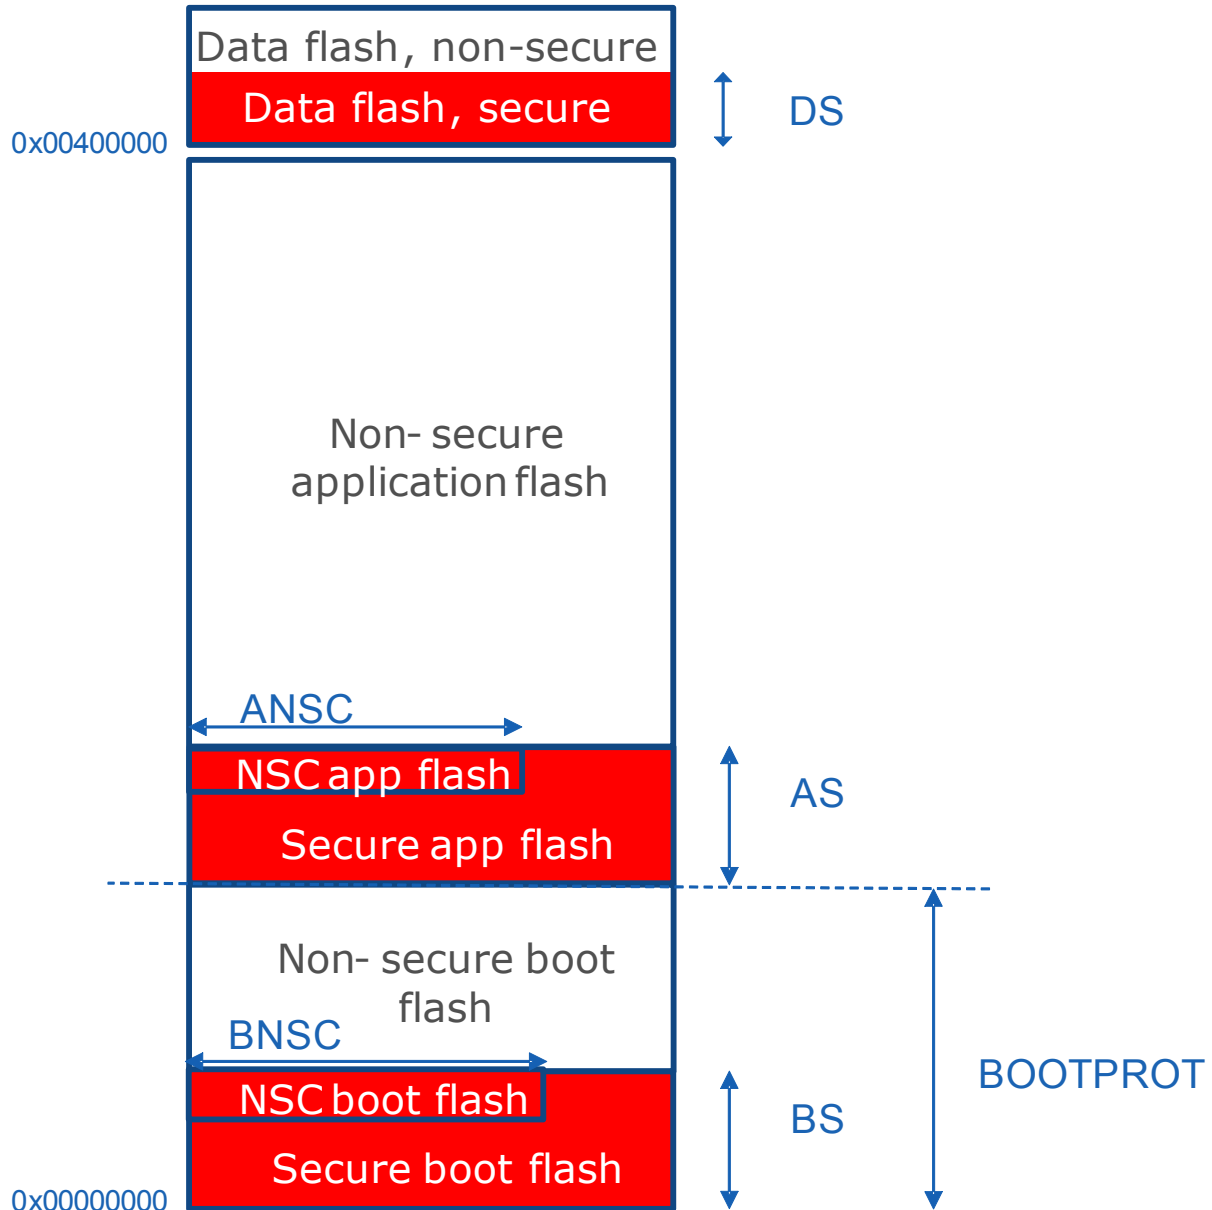 Data flash, non-secure
Data flash, secure
DS
0x00400000
Non- secure
application flash
ANSC
NSC app flash
AS
Secure app flash
Non- secure boot
flash
BNSC
BOOTPROT
NSC boot flash
BS
Secure boot flash
0x00000000